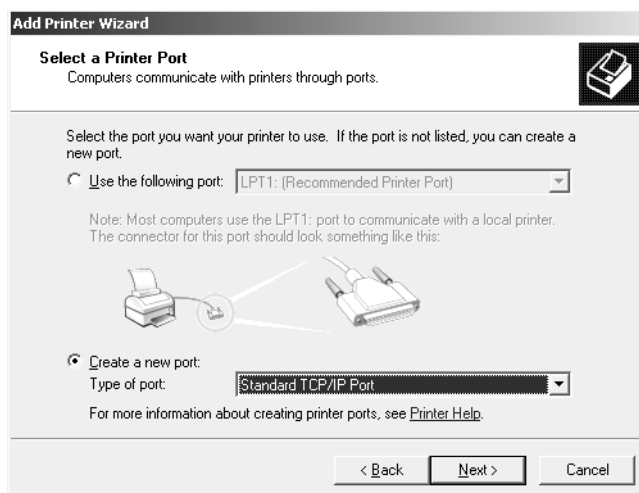 Add Printer Wizard
Select a Printer Port
Computers communicate with printers through ports.
Select the port you want your printer to use. If the port is not listed, you can create a
new port.
Use the following port: LPT1: (Recommended Printer Port)
Note: Most computers use the LPT1: port to communicate with a local printer.
The connector for this port should look something like this:
Create a new port:
Type of port: Standard TCP/IP Port
For more information about creating printer ports, see Printer Help.
< Back Next > Cancel